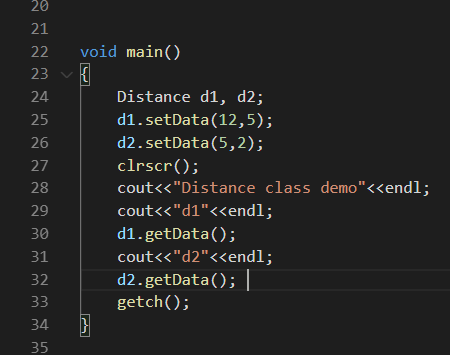 20
21
22 void main()
23 {
24 Distance d1, d2;
25 d1.setData(12,5);
26 d2.setData(5,2);
27 clrscr();
28 cout<<"Distance class demo"<<endl;
29 cout<<"d1"<<endl;
30 d1.getData();
31 cout<<"d2"<<endl;
32 d2.getData();
33 getch();
34 }
35